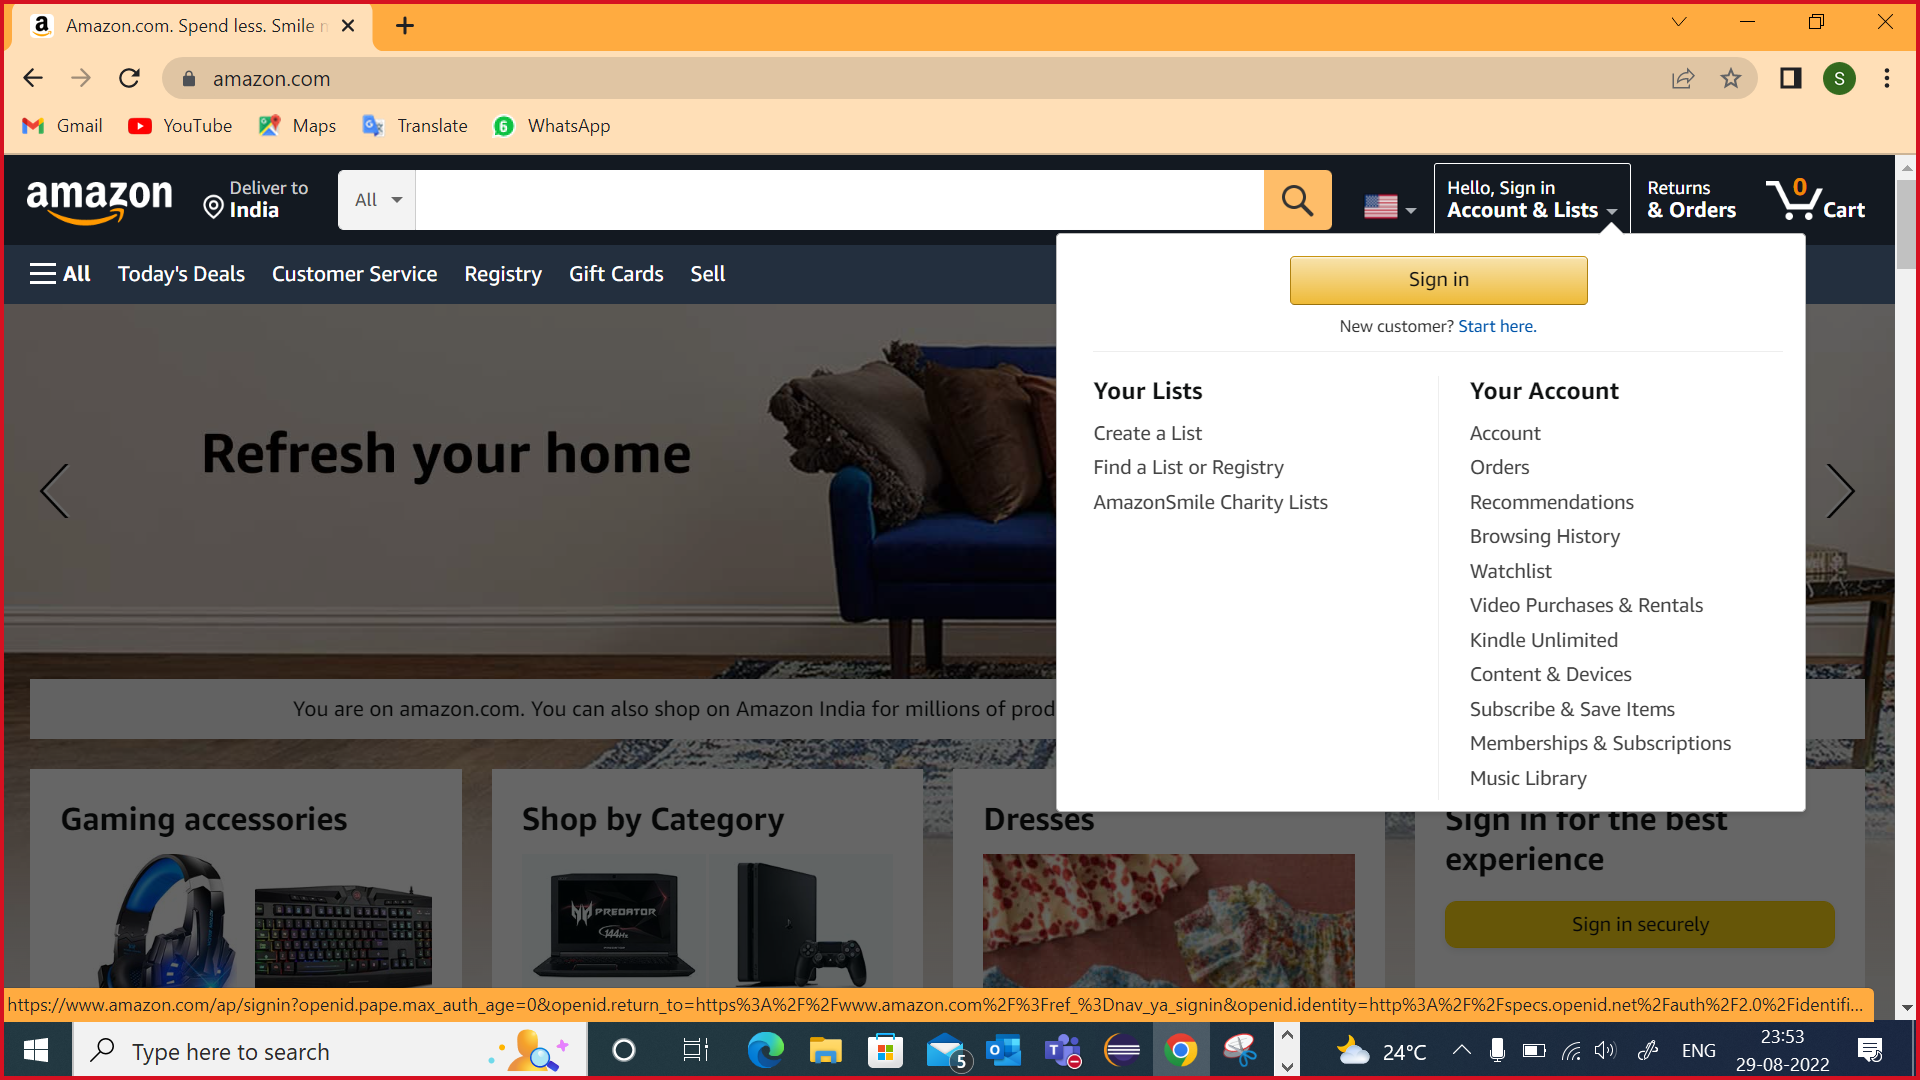 Amazon.com. Spend less. Smile
amazon.com
S
Gmail
YouTube
Maps
Translate
6
WhatsApp
amazon
Deliver to
India
All
Hello, Sign in
Account & Lists
Returns
& Orders
0
Cart
All
Today's Deals
Customer Service
Registry
Gift Cards
Sell
Sign in
New customer? Start here.
Your Lists
Create a List
Find a List or Registry
AmazonSmile Charity Lists
Your Account
Account
Orders
Recommendations
Browsing History
Watchlist
Video Purchases & Rentals
Kindle Unlimited
Content & Devices
Subscribe & Save Items
Memberships & Subscriptions
Music Library
Refresh your home
You are on amazon.com. You can also shop on Amazon India for millions of prod
Gaming accessories
Shop by Category
PREDATOR
144Hz
Dresses
Sign in for the best
experience
Sign in securely
https://www.amazon.com/ap/signin?openid.pape.max_auth_age=0&openid.return_to=https%3A%2F%2Fwww.amazon.com%2F%3Fref_%3Dnav_ya_signin&openid.identity=http%3A%2F%2Fspecs.openid.net%2Fauth%2F2.0%2Fidentifi...
Type here to search
5
24°C
ENG
23:53
29-08-2022